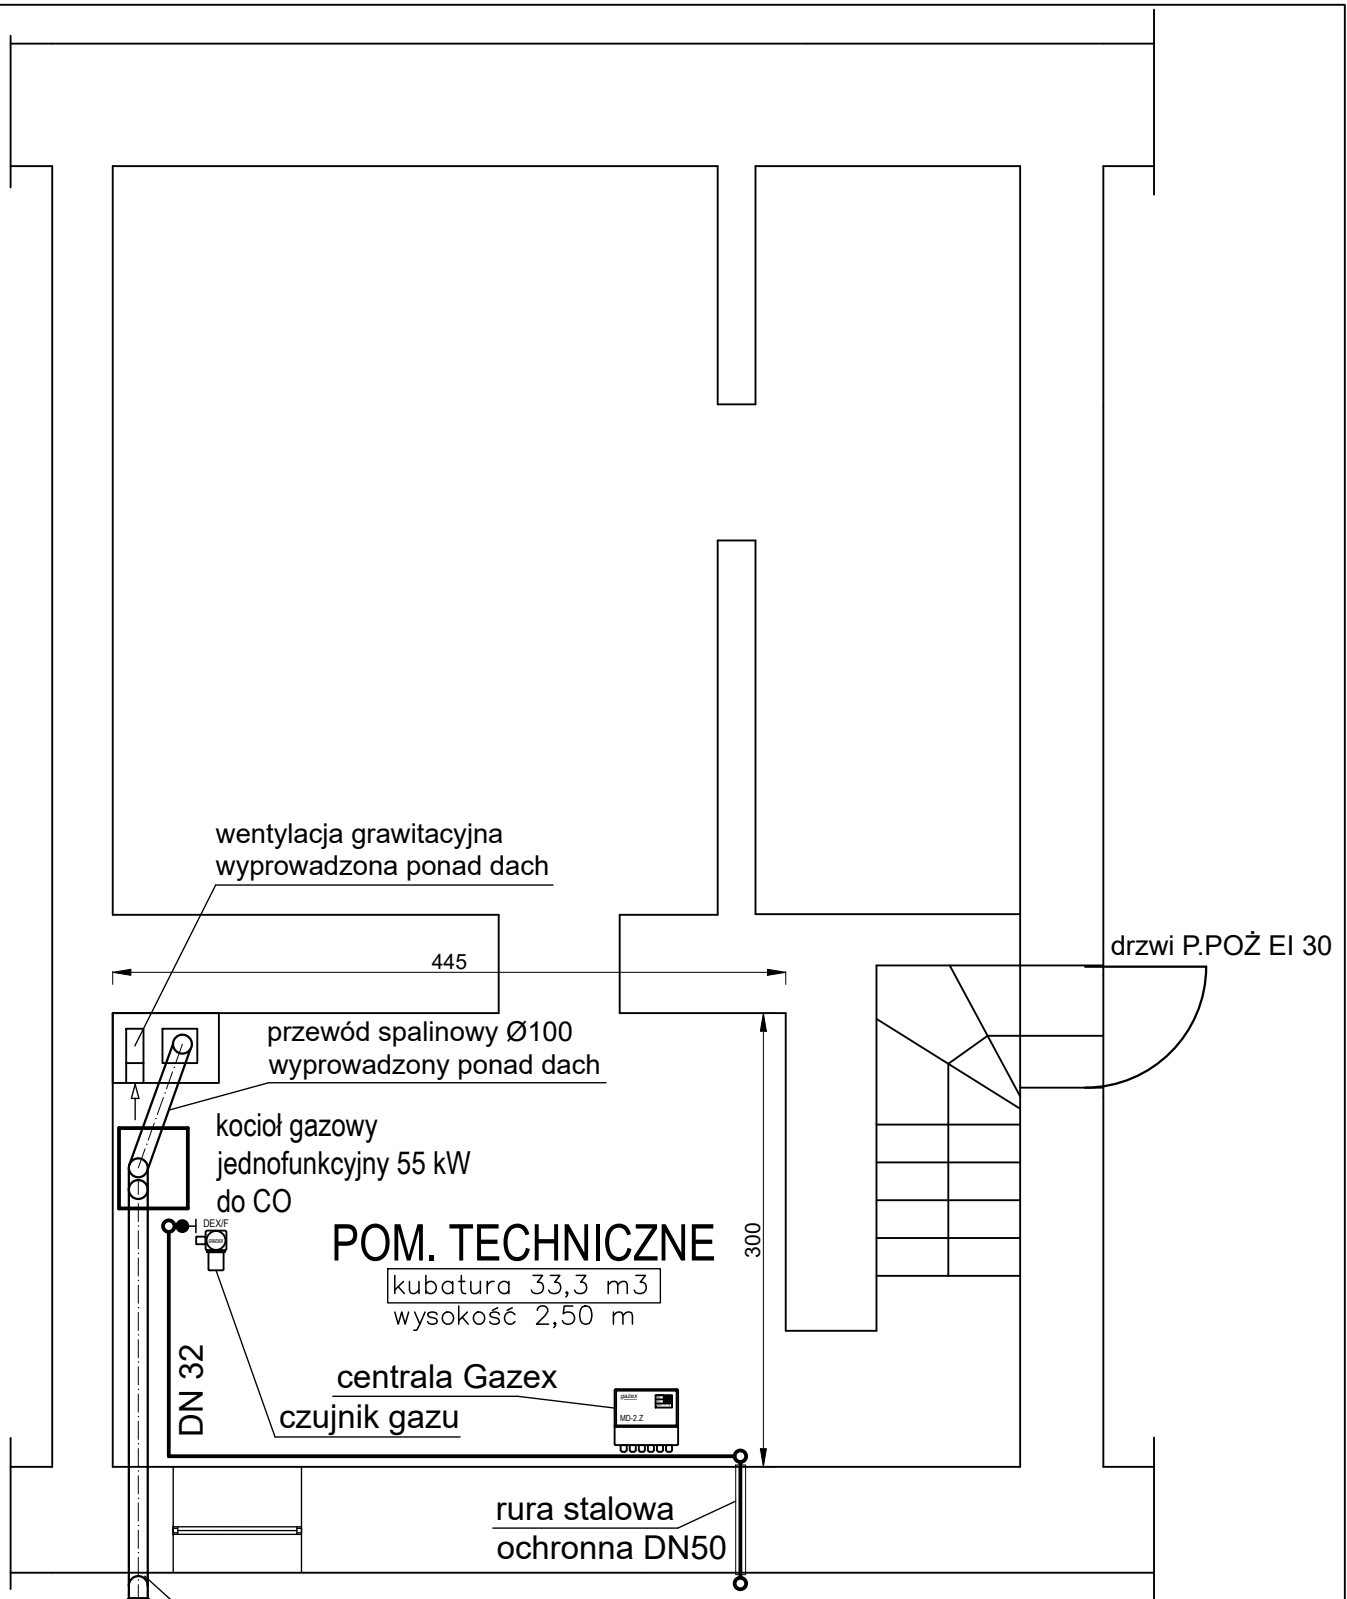 wentylacja grawitacyjna
wyprowadzona ponad dach
drzwi P.POŻ EI 30
445
przewód spalinowy Ø100
wyprowadzony ponad dach
kocioł gazowy
jednofunkcyjny 55 kW
do CO
DEX/F
POM. TECHNICZNE
300
kubatura 33,3 m3
wysokość 2,50 m
DN 32
centrala Gazex
czujnik gazu
gazex
MD-2.Z
rura stalowa
ochronna DN50